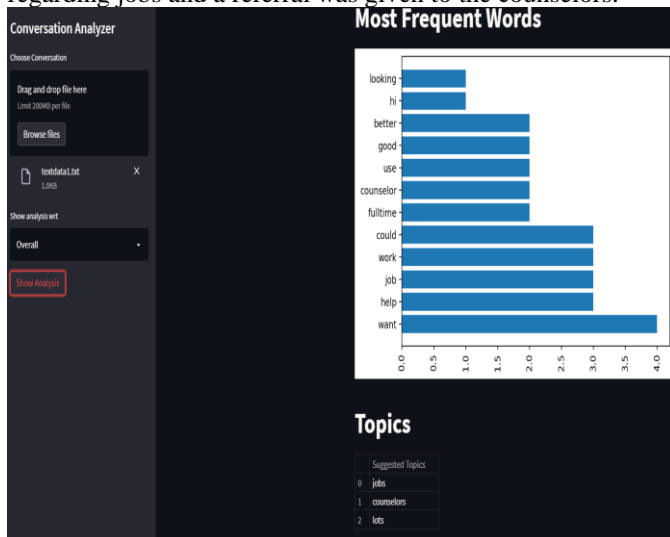 regarding jobs and a referral was given to the counselors.
Conversation Analyzer
Choose Conversation
Drag and drop file here
Limit 200MB per file
Browse files
textdata1.txt
X
1.0KB
Show analysis wrt
Overall
Show Analysis
Most Frequent Words
looking
hi
better
good
use
counselor
fulltime
could
work
job
help
want
0.0
0.5
1.0
1.5
2.0
2.5
3.0
3.5
4.0
Topics
Suggested Topics
0 jobs
1 counselors
2 lots